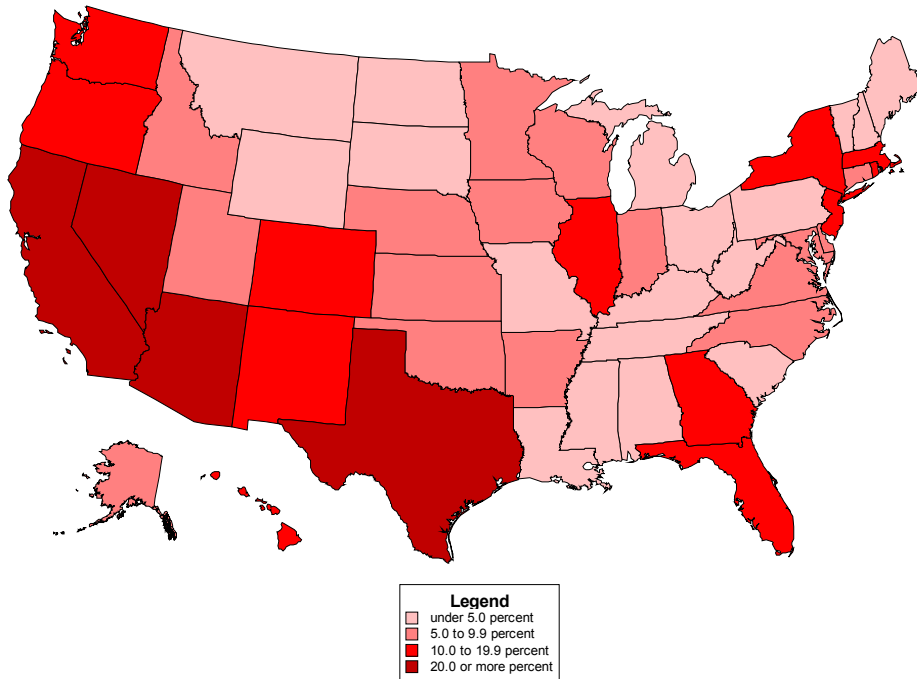 Legend
under 5.0 percent
5.0 to 9.9 percent
10.0 to 19.9 percent
20.0 or more percent